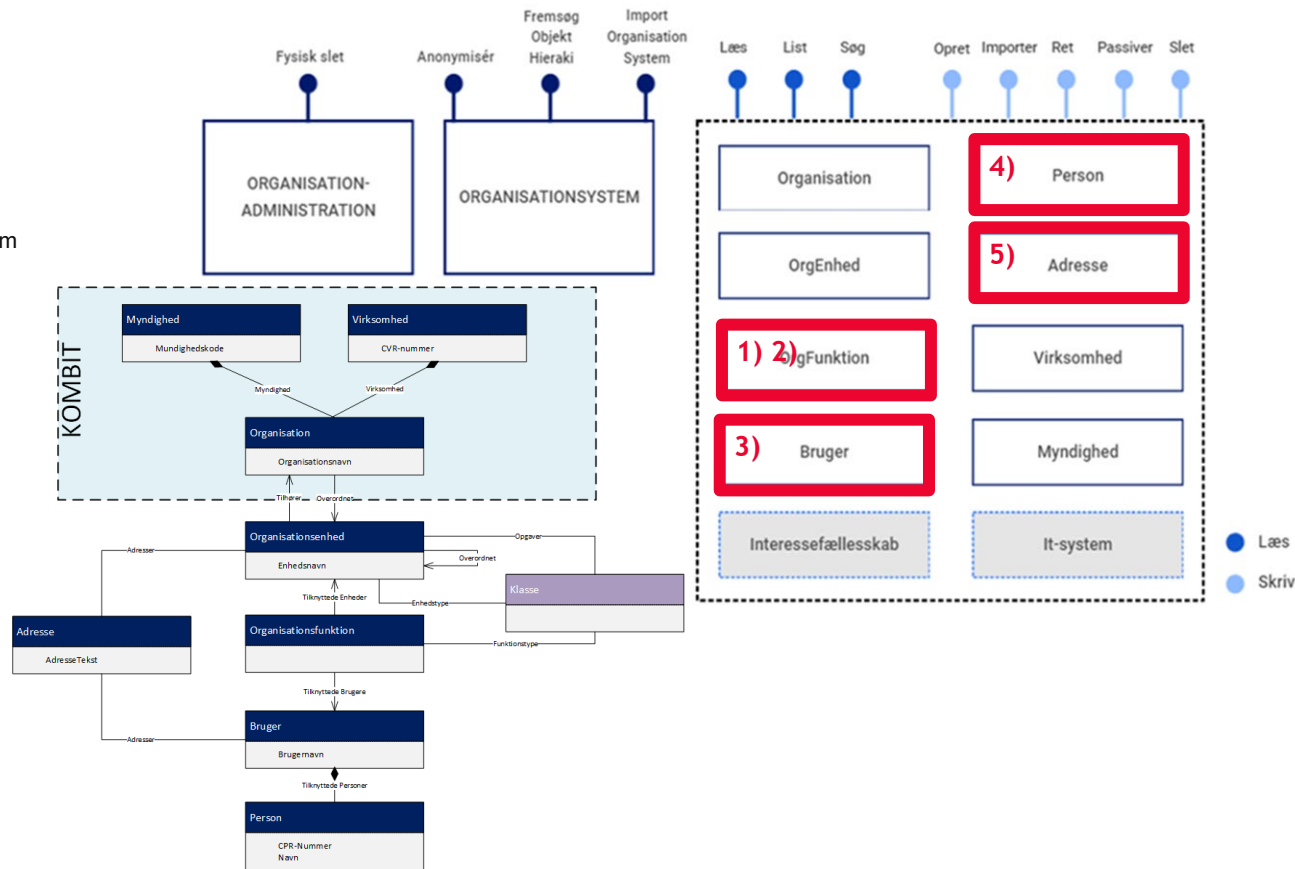 Fysisk slet
Anonymisér
Fremsøg
Objekt
Hieraki
Import
Organisation
System
ORGANISATION-
ADMINISTRATION
ORGANISATIONSYSTEM
m
Læs
List
Søg
Opret
Importer
Ret
Passiver
Slet
Organisation
4)
Person
OrgEnhed
5)
Adresse
1) 2)
OrgFunktion
Virksomhed
3)
Bruger
Myndighed
Interessefællesskab
It-system
Læs
Skriv
KOMBIT
Myndighed
Mundighedskode
Virksomhed
CVR-nummer
Myndighed
Virksomhed
Organisation
Organisationsnavn
Tilhører
Overordnet
Organisationsenhed
Enhedsnavn
Adresser
Opgaver
Overordnet
Tilknyttede Enheder
Enhedstype
Klasse
Adresse
AdresseTekst
Organisationsfunktion
Funktionstype
Tilknyttede Brugere
Bruger
Brugernavn
Adresser
Tilknyttede Personer
Person
CPR-Nummer
Navn